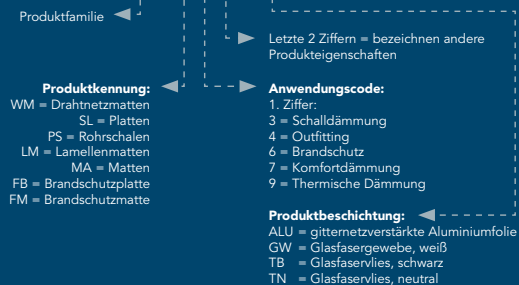 Produktfamilie
Letzte 2 Ziffern = bezeichnen andere
Produkteigenschaften
Produktkennung:
WM = Drahtnetzmatten
SL = Platten
PS = Rohrschalen
LM = Lamellenmatten
MA = Matten
FB = Brandschutzplatte
FM = Brandschutzmatte
Anwendungscode:
1. Ziffer:
3 = Schalldämmung
4 = Outfitting
6 = Brandschutz
7 = Komfortdämmung
9 = Thermische Dämmung
Produktbeschichtung:
ALU = gitternetzverstärkte Aluminiumfolie
GW = Glasfasergewebe, weiß
TB = Glasfaservlies, schwarz
TN = Glasfaservlies, neutral